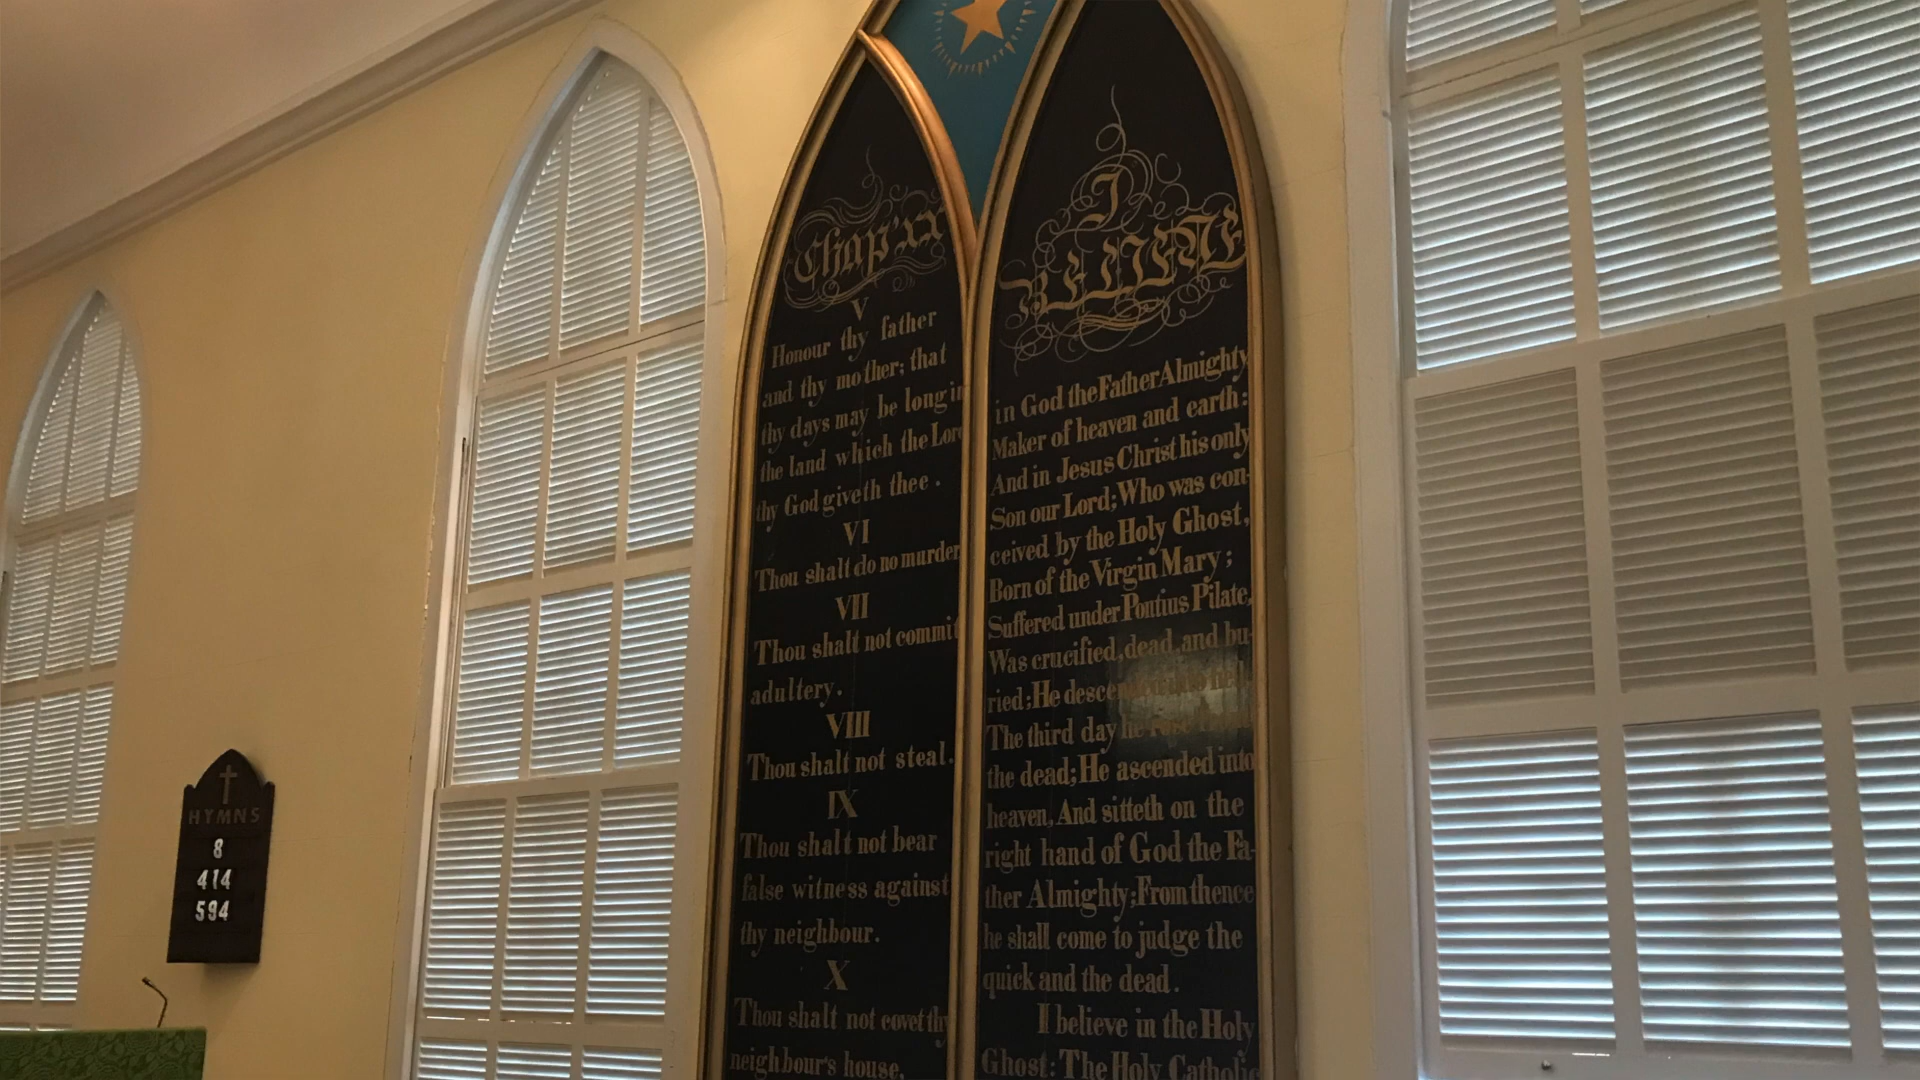 HYMNS
8
414
594
Chap'xx
V
Honour thy father
and thy mother; that
thy days may be long in
the land which the Lord
thy God giveth thee.
VI
Thou shalt do no murder
VII
Thou shalt not commit
adultery.
VIII
Thou shalt not steal.
IX
Thou shalt not bear
false witness against
thy neighbour.
X
Thou shalt not covet thy
neighbour's house,
I
BELIEVE
in God the Father Almighty
Maker of heaven and earth:
And in Jesus Christ his only
Son our Lord; Who was con-
ceived by the Holy Ghost,
Born of the Virgin Mary;
Suffered under Pontius Pilate,
Was crucified, dead, and bu-
ried; He descended into hell.
The third day he rose
the dead; He ascended into
heaven, And sitteth on the
right hand of God the Fa-
ther Almighty; From thence
he shall come to judge the
quick and the dead.
I believe in the Holy
Ghost: The Holy Catholic